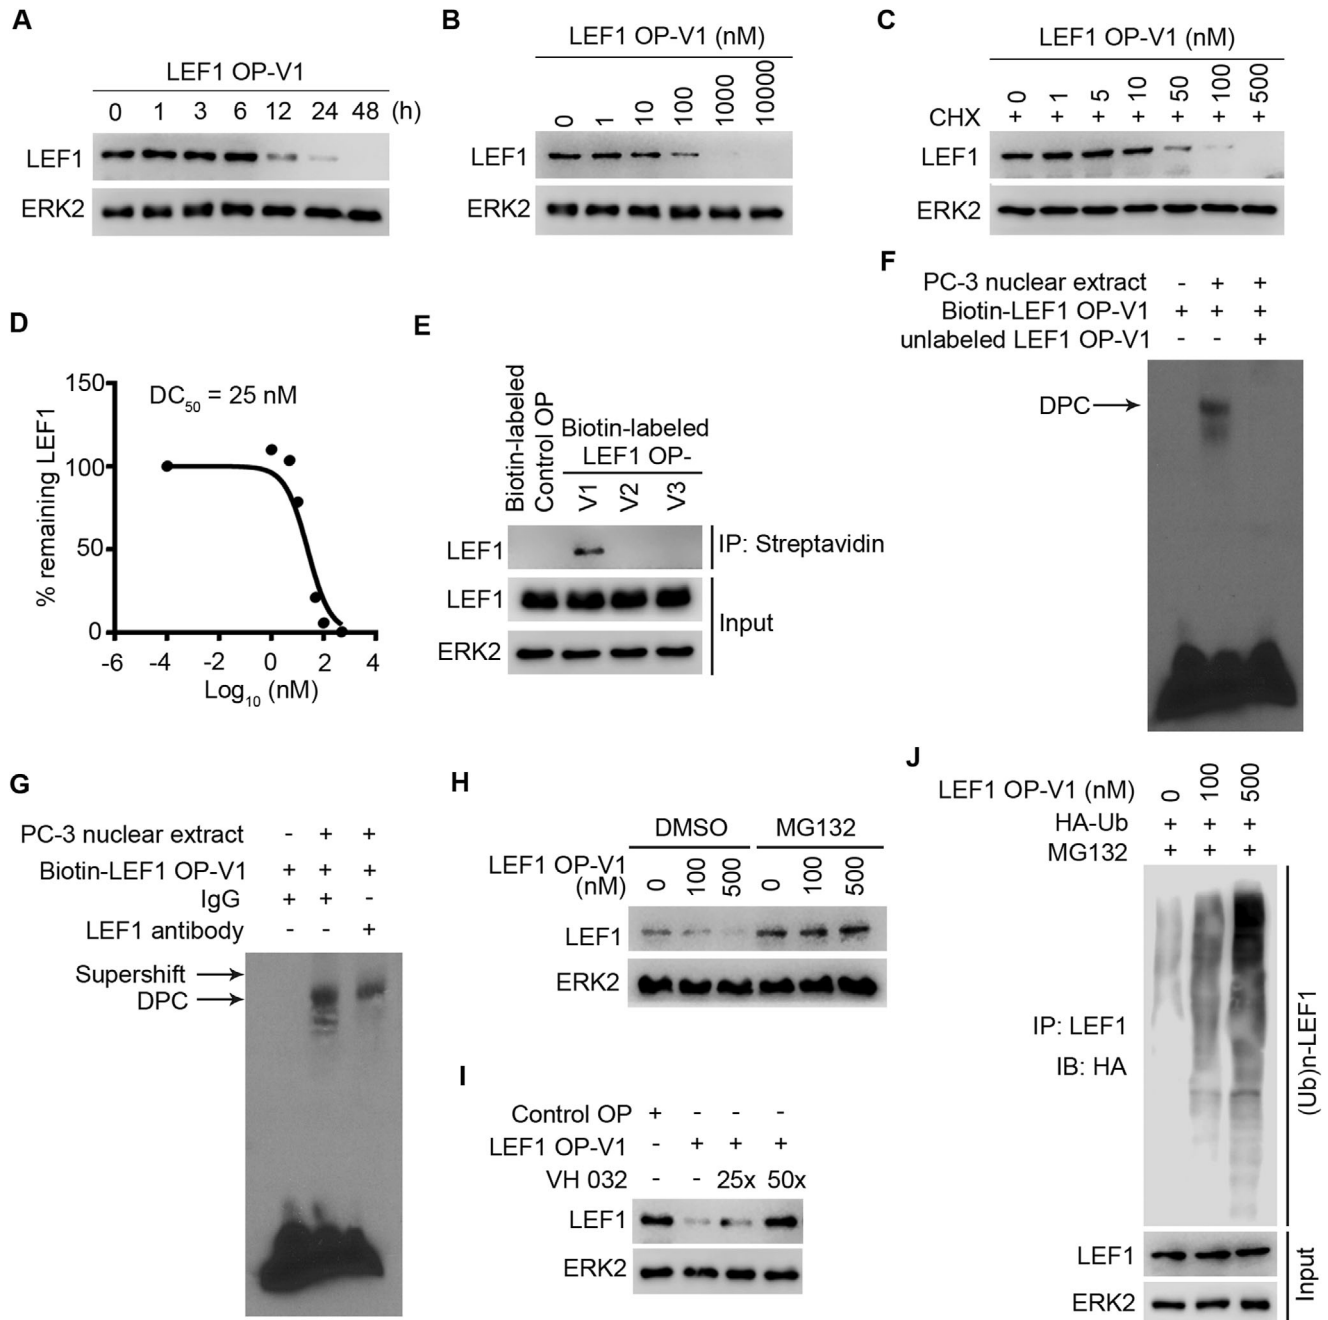 A
LEF1 OP-V1
0 1 3 6 12 24 48 (h)
LEF1
ERK2
B
LEF1 OP-V1 (nM)
0 1 10 100 1000 10000
LEF1
ERK2
C
LEF1 OP-V1 (nM)
0 1 5 10 50 100 500
CHX + + + + + + +
LEF1
ERK2
D
DC50 = 25 nM
% remaining LEF1
150
100
50
0
-6 -4 -2 0 2 4
Log10 (nM)
E
Biotin-labeled
Control OP
Biotin-labeled
LEF1 OP-
V1 V2 V3
LEF1
IP: Streptavidin
LEF1
ERK2
Input
F
PC-3 nuclear extract - + +
Biotin-LEF1 OP-V1 + + +
unlabeled LEF1 OP-V1 - - +
DPC
G
PC-3 nuclear extract - + +
Biotin-LEF1 OP-V1 + + +
IgG + + -
LEF1 antibody - - +
Supershift
DPC
H
DMSO MG132
LEF1 OP-V1
(nM)
0 100 500 0 100 500
LEF1
ERK2
I
Control OP + - - -
LEF1 OP-V1 - + + +
VH 032 - - 25x 50x
LEF1
ERK2
J
LEF1 OP-V1 (nM) 0 100 500
HA-Ub + + +
MG132 + + +
IP: LEF1
IB: HA
(Ub)n-LEF1
LEF1
ERK2
Input